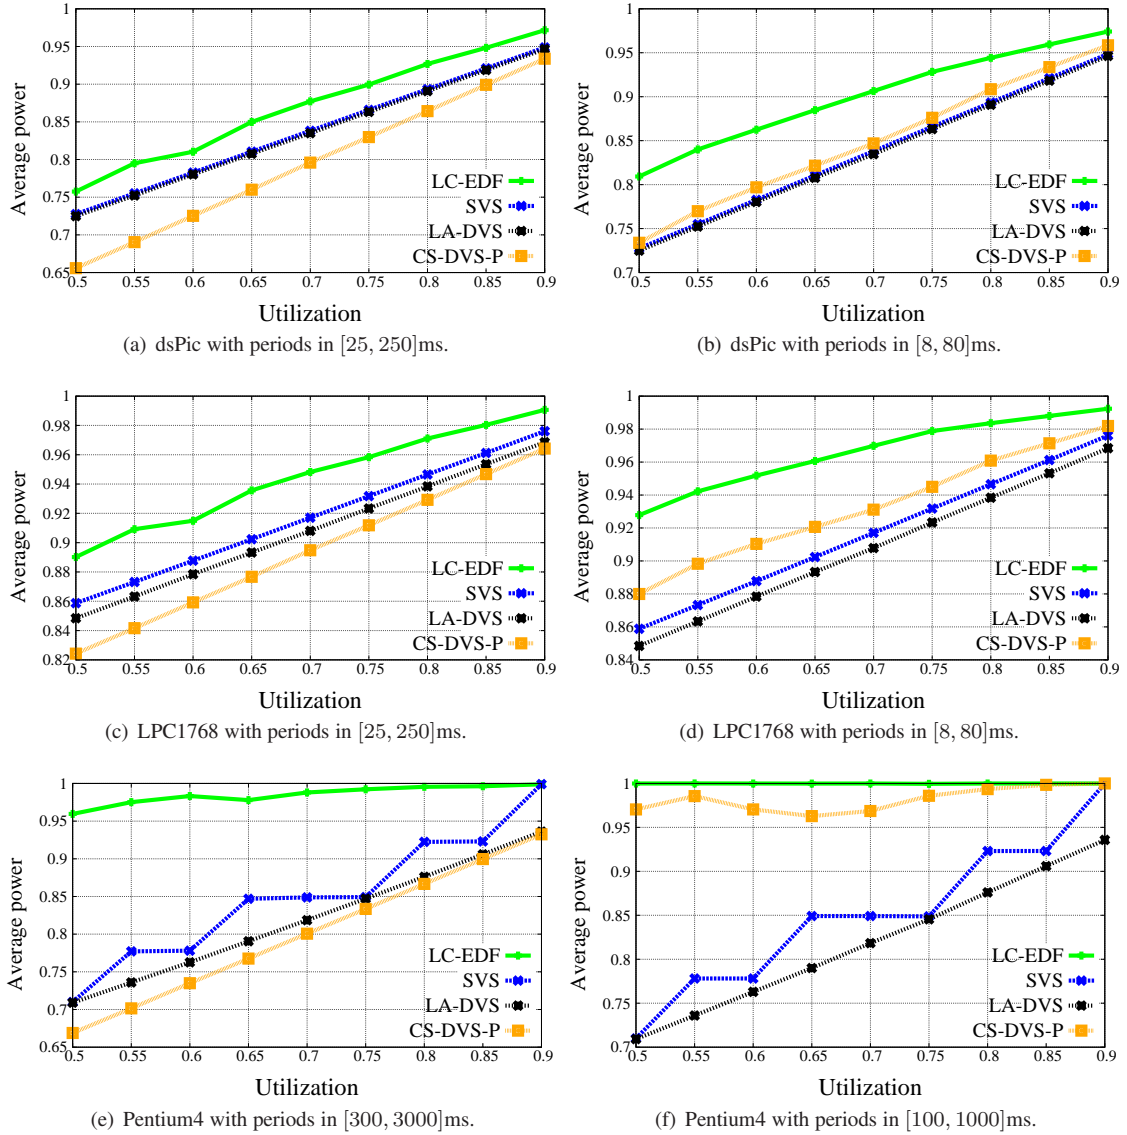 1
0.95
0.9
0.85
0.8
0.75
0.7
0.65
Average power
LC-EDF
SVS
LA-DVS
CS-DVS-P
0.5 0.55 0.6 0.65 0.7 0.75 0.8 0.85 0.9
Utilization
(a) dsPic with periods in [25, 250]ms.
1
0.95
0.9
0.85
0.8
0.75
0.7
Average power
LC-EDF
SVS
LA-DVS
CS-DVS-P
0.5 0.55 0.6 0.65 0.7 0.75 0.8 0.85 0.9
Utilization
(b) dsPic with periods in [8, 80]ms.
1
0.98
0.96
0.94
0.92
0.9
0.88
0.86
0.84
0.82
Average power
LC-EDF
SVS
LA-DVS
CS-DVS-P
0.5 0.55 0.6 0.65 0.7 0.75 0.8 0.85 0.9
Utilization
(c) LPC1768 with periods in [25, 250]ms.
1
0.98
0.96
0.94
0.92
0.9
0.88
0.86
0.84
Average power
LC-EDF
SVS
LA-DVS
CS-DVS-P
0.5 0.55 0.6 0.65 0.7 0.75 0.8 0.85 0.9
Utilization
(d) LPC1768 with periods in [8, 80]ms.
1
0.95
0.9
0.85
0.8
0.75
0.7
0.65
Average power
LC-EDF
SVS
LA-DVS
CS-DVS-P
0.5 0.55 0.6 0.65 0.7 0.75 0.8 0.85 0.9
Utilization
(e) Pentium4 with periods in [300, 3000]ms.
1
0.95
0.9
0.85
0.8
0.75
0.7
Average power
LC-EDF
SVS
LA-DVS
CS-DVS-P
0.5 0.55 0.6 0.65 0.7 0.75 0.8 0.85 0.9
Utilization
(f) Pentium4 with periods in [100, 1000]ms.